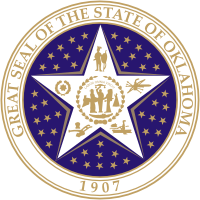 GREAT SEAL OF THE STATE OF OKLAHOMA
1907